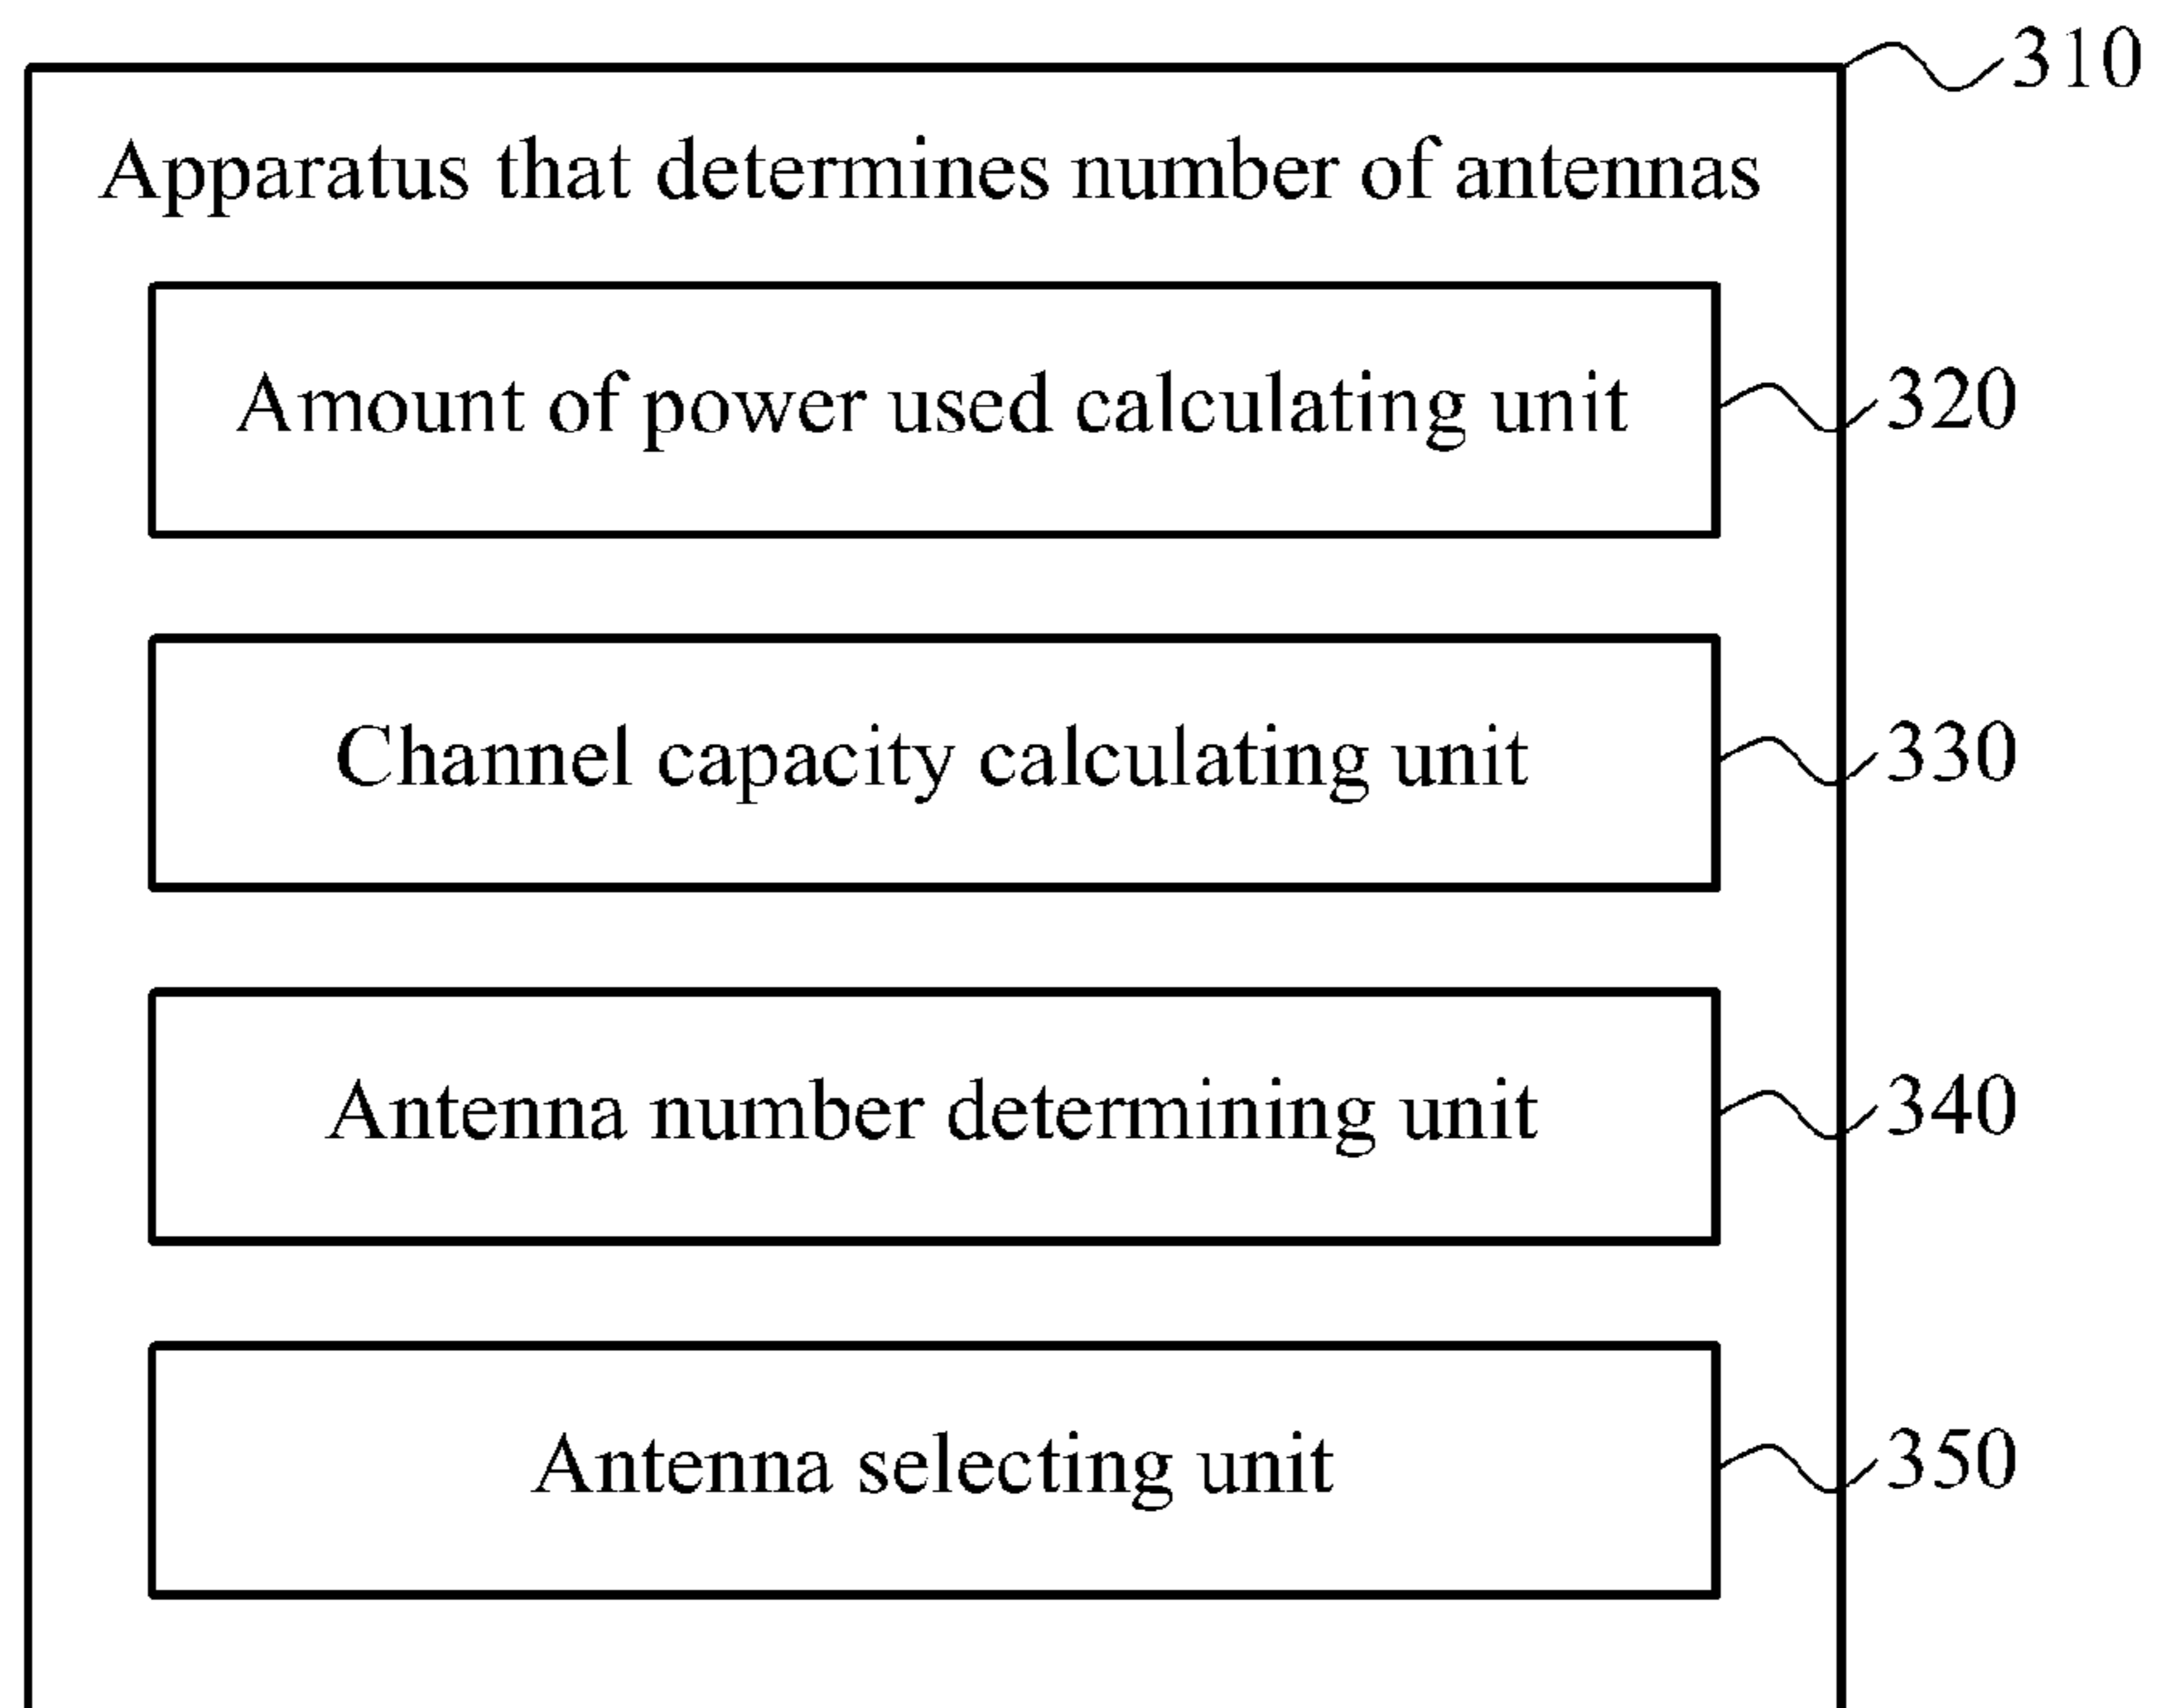 310
Apparatus that determines number of antennas
Amount of power used calculating unit
320
Channel capacity calculating unit
330
Antenna number determining unit
340
Antenna selecting unit
350